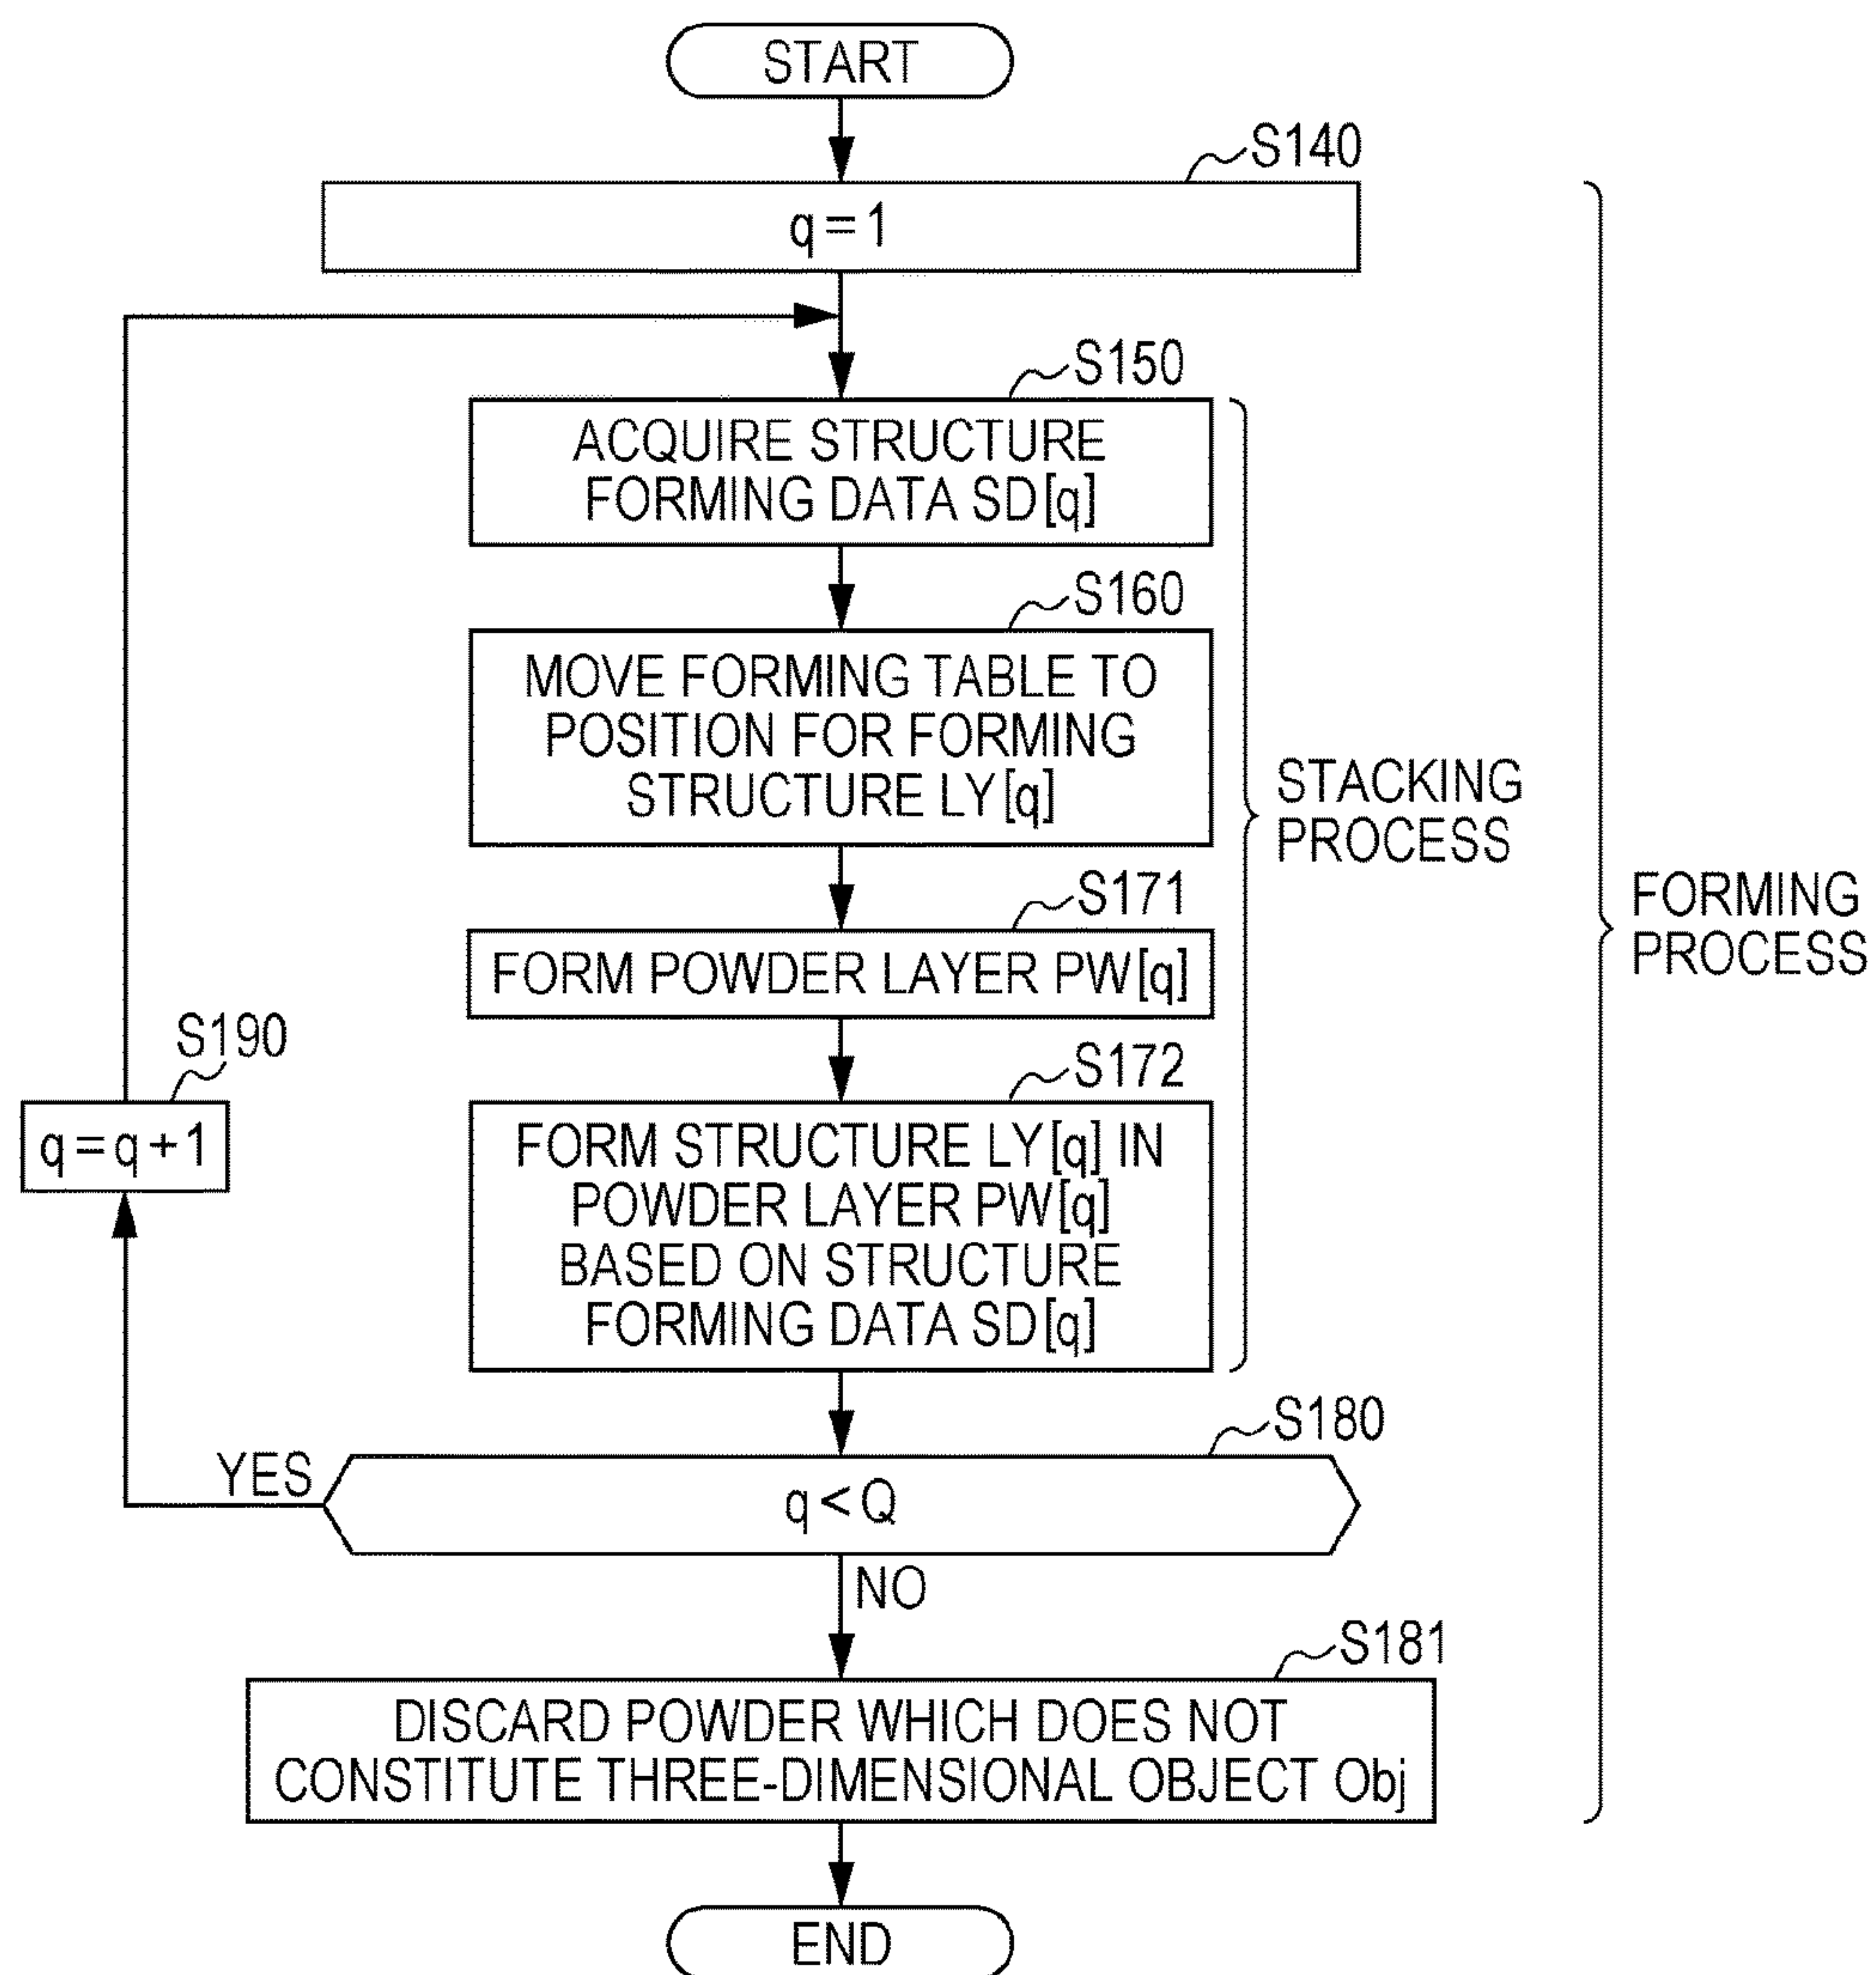 START
S140
q=1
S150
ACQUIRE STRUCTURE
FORMING DATA SD[q]
S160
MOVE FORMING TABLE TO
POSITION FOR FORMING
STRUCTURE LY[q]
STACKING
PROCESS
S171
FORM POWDER LAYER PW[q]
FORMING
PROCESS
S190
q=q+1
S172
FORM STRUCTURE LY[q] IN
POWDER LAYER PW[q]
BASED ON STRUCTURE
FORMING DATA SD[q]
S180
YES
q<Q
NO
S181
DISCARD POWDER WHICH DOES NOT
CONSTITUTE THREE-DIMENSIONAL OBJECT Obj
END